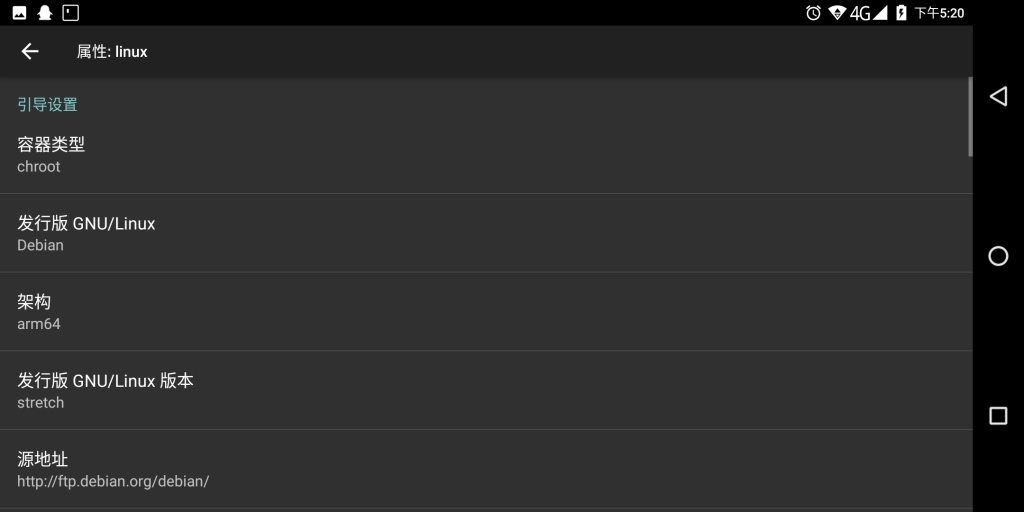 4G 下午5:20
属性: linux
引导设置
容器类型
chroot
发行版 GNU/Linux
Debian
架构
arm64
发行版 GNU/Linux 版本
stretch
源地址
http://ftp.debian.org/debian/